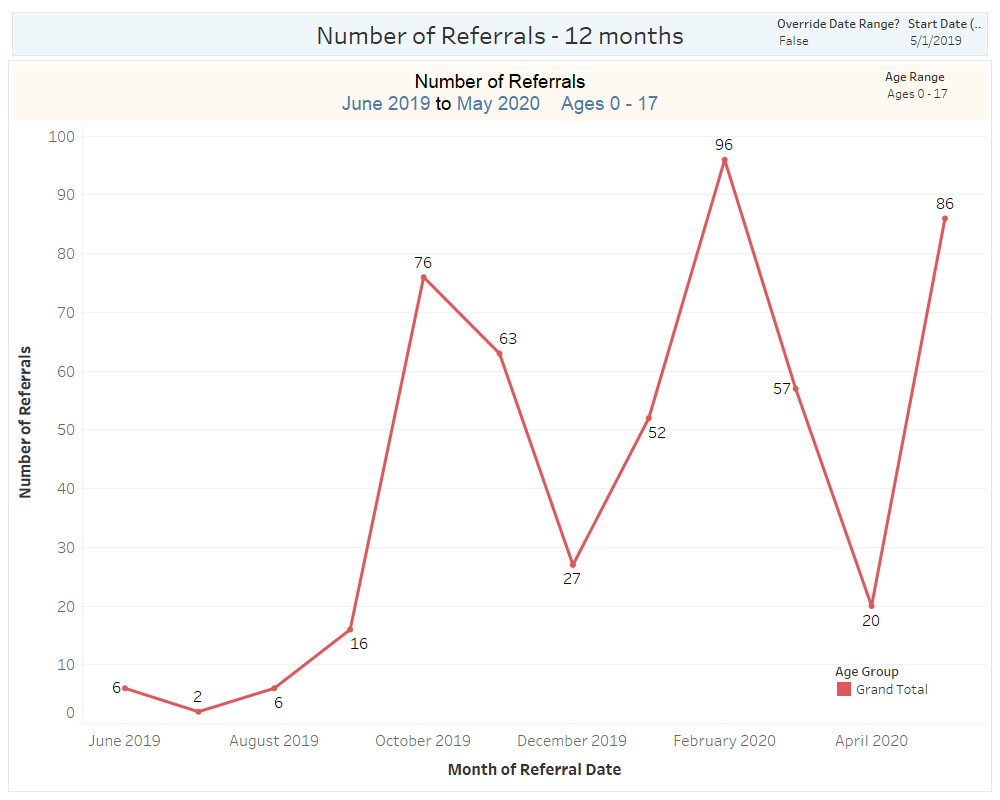 Number of Referrals - 12 months
Override Date Range?
False
Start Date (..
5/1/2019
Number of Referrals
June 2019 to May 2020 Ages 0 - 17
Age Range
Ages 0 - 17
Number of Referrals
100
90
80
70
60
50
40
30
20
10
0
6
2
6
16
76
63
27
52
96
57
20
86
Age Group
Grand Total
June 2019
August 2019
October 2019
December 2019
February 2020
April 2020
Month of Referral Date